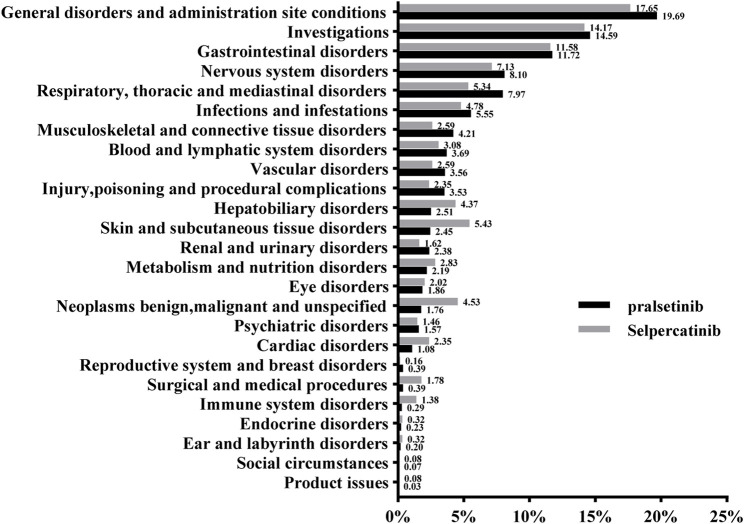 General disorders and administration site conditions 17.65
19.69
Investigations 14.17
14.59
Gastrointestinal disorders 11.58
11.72
Nervous system disorders 7.13
8.10
Respiratory, thoracic and mediastinal disorders 5.34
7.97
Infections and infestations 4.78
5.55
Musculoskeletal and connective tissue disorders 2.59
4.21
Blood and lymphatic system disorders 3.08
3.69
Vascular disorders 2.59
3.56
Injury,poisoning and procedural complications 2.35
3.53
Hepatobiliary disorders 4.37
2.51
Skin and subcutaneous tissue disorders 5.43
2.45
Renal and urinary disorders 1.62
2.38
Metabolism and nutrition disorders 2.83
2.19
Eye disorders 2.02
1.86
Neoplasms benign,malignant and unspecified 4.53
1.76
Psychiatric disorders 1.46
1.57
Cardiac disorders 2.35
1.08
Reproductive system and breast disorders 0.16
0.39
Surgical and medical procedures 1.78
0.39
Immune system disorders 1.38
0.29
Endocrine disorders 0.32
0.23
Ear and labyrinth disorders 0.32
0.20
Social circumstances 0.08
0.07
Product issues 0.08
0.03
pralsetinib
Selpercatinib
0% 5% 10% 15% 20% 25%